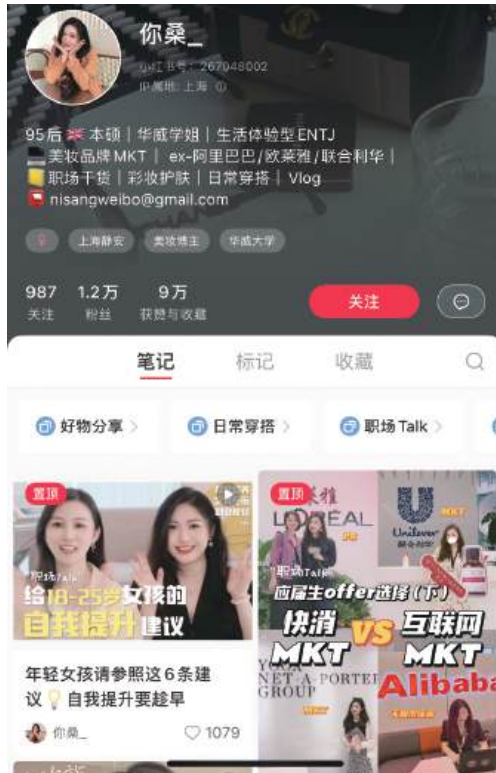 你桑_
小红书号：267048002
IP属地：上海
95后🇬🇧本硕｜华威学姐｜生活体验型ENTJ
美妆品牌MKT｜ ex-阿里巴巴/欧莱雅/联合利华｜
职场干货｜彩妆护肤｜日常穿搭｜Vlog
nisangweibo@gmail.com
上海静安 美妆博主 华威大学
987 1.2万 9万
关注 粉丝 获赞与收藏
关注
笔记 标记 收藏
好物分享 > 日常穿搭 > 职场 Talk >
置顶
"职场Talk"
给18-25岁女孩的
自我提升建议
年轻女孩请参照这6条建
议💡自我提升要趁早
你桑_ 1079
置顶
莱雅
L'ORÉAL
PR
Unilever
联合利华
MKT
"职场Talk"
应届生offer选择(下)
快消 VS 互联网
MKT MKT
NET-A-PORTER
GROUP
Alibaba